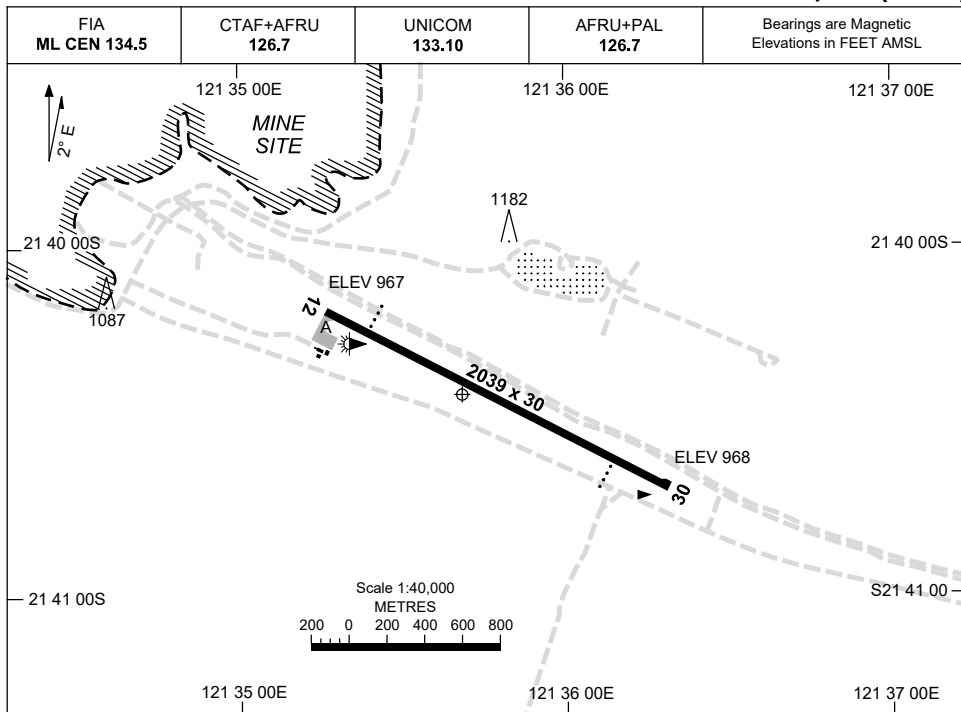 FIA
ML CEN 134.5
CTAF+AFRU
126.7
UNICOM
133.10
AFRU+PAL
126.7
Bearings are Magnetic
Elevations in FEET AMSL
121 35 00E
121 36 00E
121 37 00E
2° E
MINE
SITE
1182
21 40 00S
21 40 00S
1087
ELEV 967
12
A
2039 x 30
ELEV 968
30
21 41 00S
S21 41 00
Scale 1:40,000
METRES
200 0 200 400 600 800
121 35 00E
121 36 00E
121 37 00E